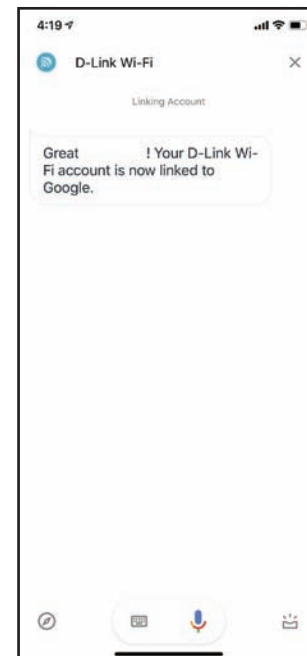 4:19
D-Link Wi-Fi
Linking Account
Great ! Your D-Link Wi-
Fi account is now linked to
Google.